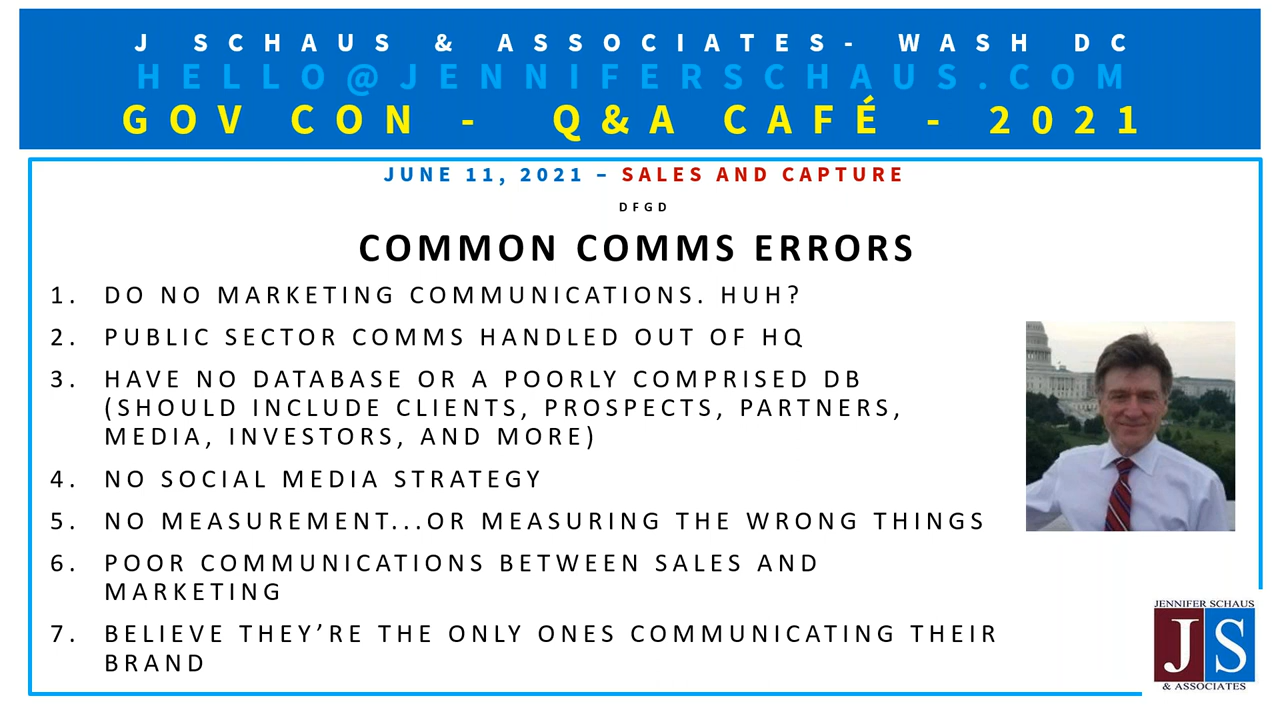 J SCHAUS & ASSOCIATES- WASH DC
HELLO@JENNIFERSCHAUS.COM
GOV CON - Q&A CAFÉ - 2021
JUNE 11, 2021 – SALES AND CAPTURE
DFGD
COMMON COMMS ERRORS
1. DO NO MARKETING COMMUNICATIONS. HUH?
2. PUBLIC SECTOR COMMS HANDLED OUT OF HQ
3. HAVE NO DATABASE OR A POORLY COMPRISED DB
(SHOULD INCLUDE CLIENTS, PROSPECTS, PARTNERS,
MEDIA, INVESTORS, AND MORE)
4. NO SOCIAL MEDIA STRATEGY
5. NO MEASUREMENT...OR MEASURING THE WRONG THINGS
6. POOR COMMUNICATIONS BETWEEN SALES AND
MARKETING
7. BELIEVE THEY’RE THE ONLY ONES COMMUNICATING THEIR
BRAND
JENNIFER SCHAUS
JS
& ASSOCIATES